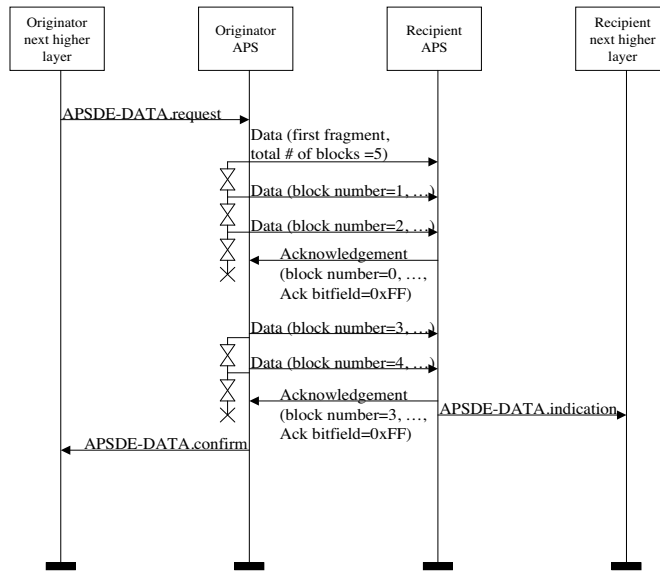 Originator
next higher
layer
Originator
APS
Recipient
APS
Recipient
next higher
layer
APSDE-DATA.request
Data (first fragment,
total # of blocks =5)
Data (block number=1, …)
Data (block number=2, …)
Acknowledgement
(block number=0, …,
Ack bitfield=0xFF)
Data (block number=3, …)
Data (block number=4, …)
Acknowledgement
(block number=3, …,
Ack bitfield=0xFF)
APSDE-DATA.indication
APSDE-DATA.confirm